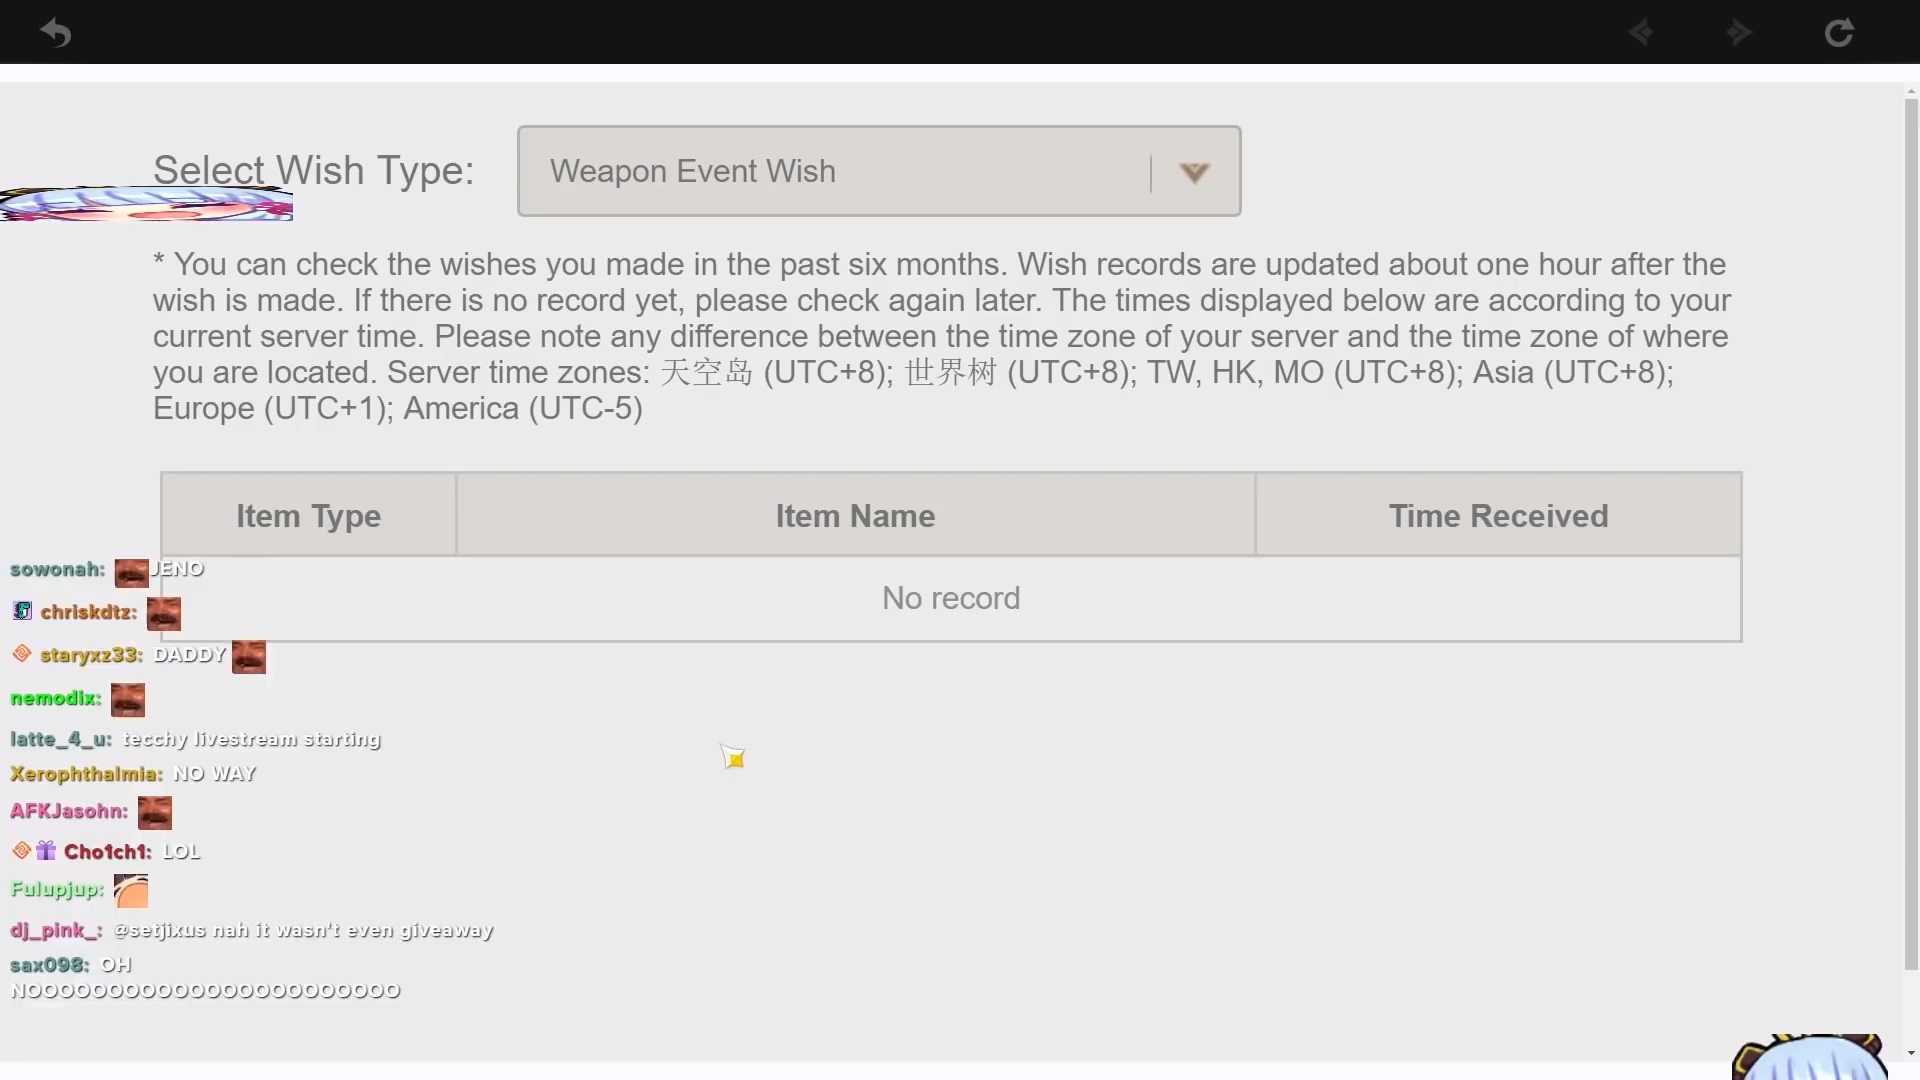 Select Wish Type:
Weapon Event Wish
* You can check the wishes you made in the past six months. Wish records are updated about one hour after the
wish is made. If there is no record yet, please check again later. The times displayed below are according to your
current server time. Please note any difference between the time zone of your server and the time zone of where
you are located. Server time zones: 天空岛 (UTC+8); 世界树 (UTC+8); TW, HK, MO (UTC+8); Asia (UTC+8);
Europe (UTC+1); America (UTC-5)
Item Type
Item Name
Time Received
No record
sowonah: JENO
chriskdtz:
staryxz33: DADDY
nemodix:
latte_4_u: tecchy livestream starting
Xerophthalmia: NO WAY
AFKJasohn:
Cho1ch1: LOL
Fulupjup:
dj_pink_: @setjixus nah it wasn't even giveaway
sax098: OH
NOOOOOOOOOOOOOOOOOOOOOOO